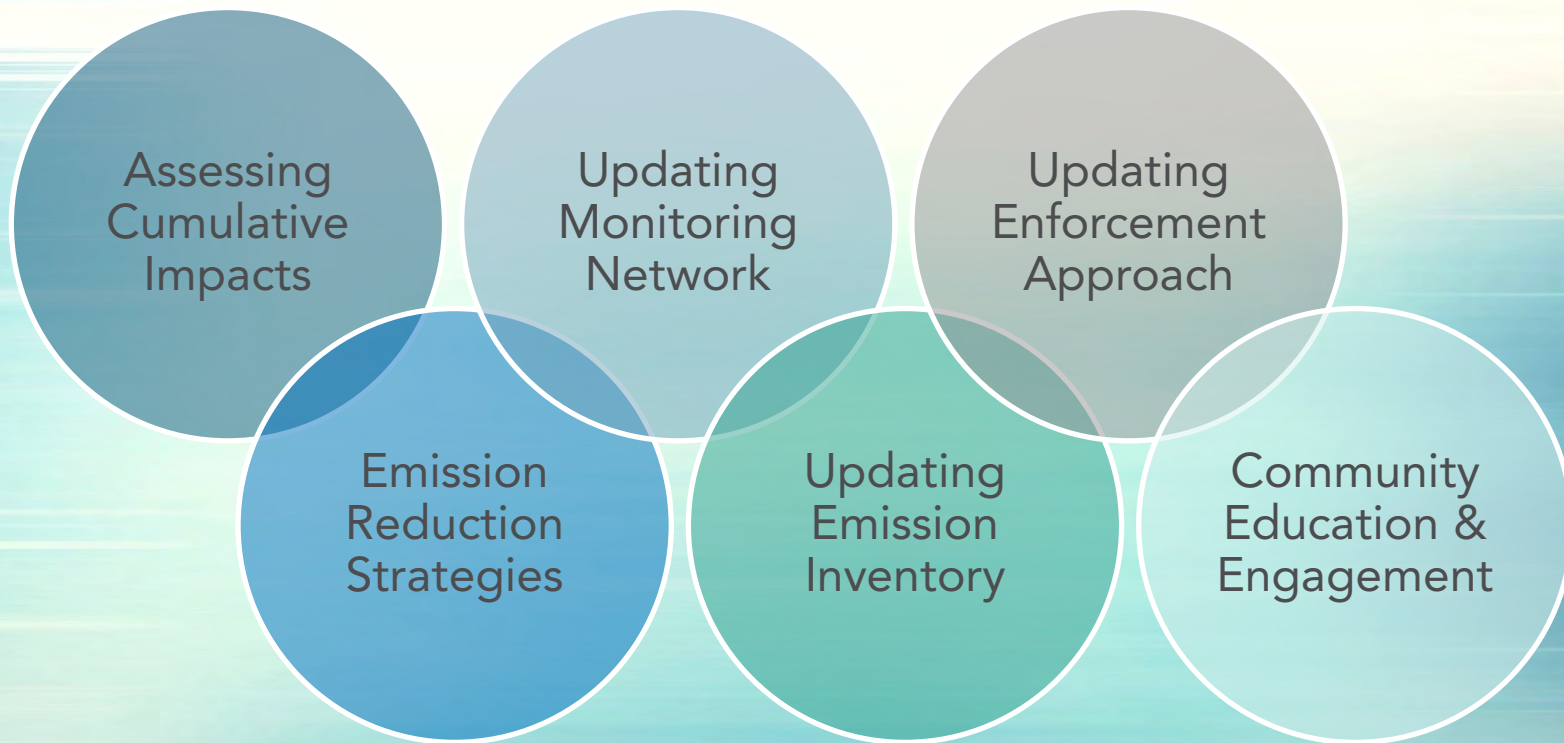 Assessing
Cumulative
Impacts
Updating
Monitoring
Network
Updating
Enforcement
Approach
Emission
Reduction
Strategies
Updating
Emission
Inventory
Community
Education &
Engagement